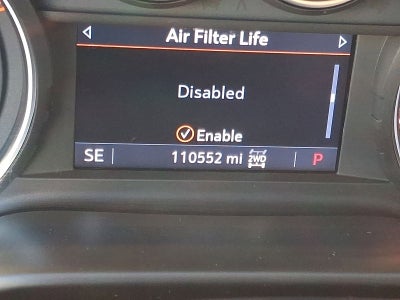 Air Filter Life
Disabled
Enable
SE 110552 mi 2WD P